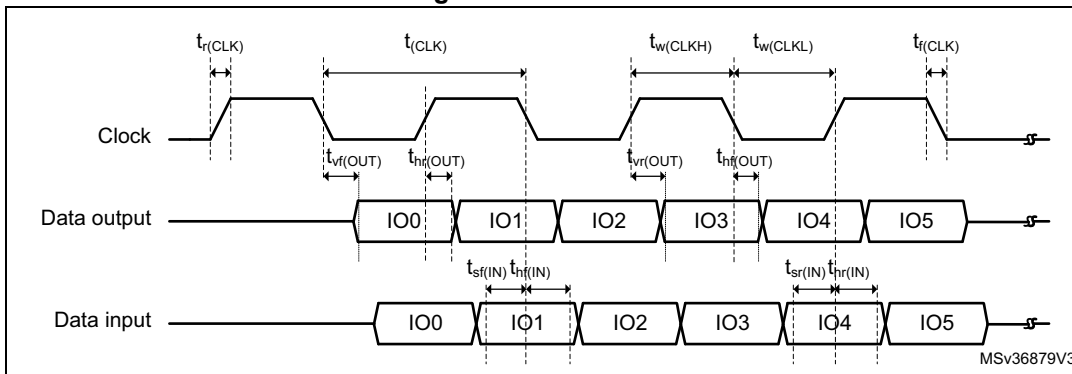 tr(CLK) t(CLK) tw(CLKH) tw(CLKL) tf(CLK)
Clock
tvf(OUT) thr(OUT) tvr(OUT) thf(OUT)
Data output IO0 IO1 IO2 IO3 IO4 IO5
tsf(IN) thf(IN) tsr(IN) thr(IN)
Data input IO0 IO1 IO2 IO3 IO4 IO5
MSv36879V3